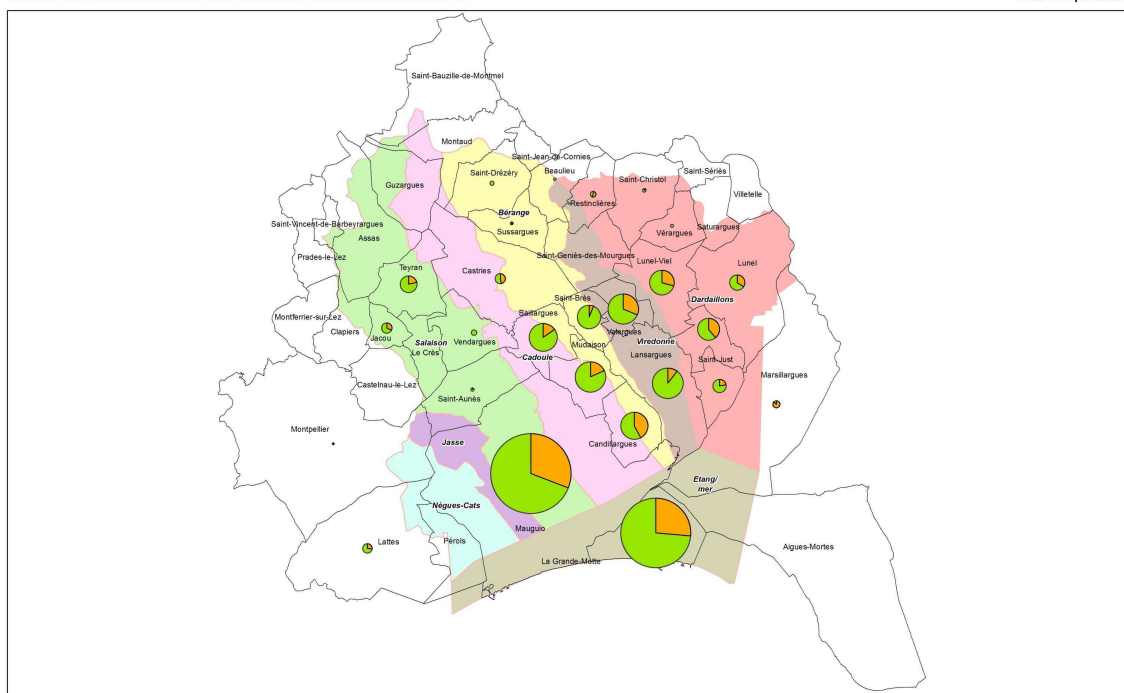 Saint-Bauzille-de-Montmel
Montaud
Saint-Jean-de-Cornies
Beaulieu
Saint-Drézéry
Saint-Christol
Saint-Sériès
Villetelle
Guzargues
Restinclières
Bérange
Sussargues
Vérargues
Saturargues
Saint-Vincent-de-Barbeyrargues
Assas
Prades-le-Lez
Saint-Geniès-des-Mourgues
Lunel-Viel
Lunel
Teyran
Castries
Saint-Brès
Dardaillons
Montferrier-sur-Lez
Clapiers
Jacou
Salaison
Le Crès
Vendargues
Baillargues
Valergues
Viredonne
Mudaison
Cadoule
Lansargues
Saint-Just
Castelnau-le-Lez
Saint-Aunès
Marsillargues
Montpellier
Jasse
Candillargues
Etang/
mer
Nègues-Cats
Mauguio
Lattes
Pérols
La Grande-Motte
Aigues-Mortes